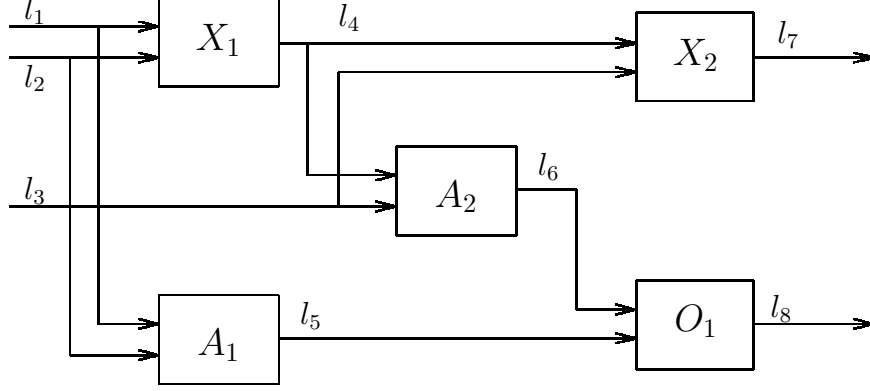 l₁
X₁
l₄
X₂
l₇
l₂
l₃
A₂
l₆
A₁
l₅
O₁
l₈